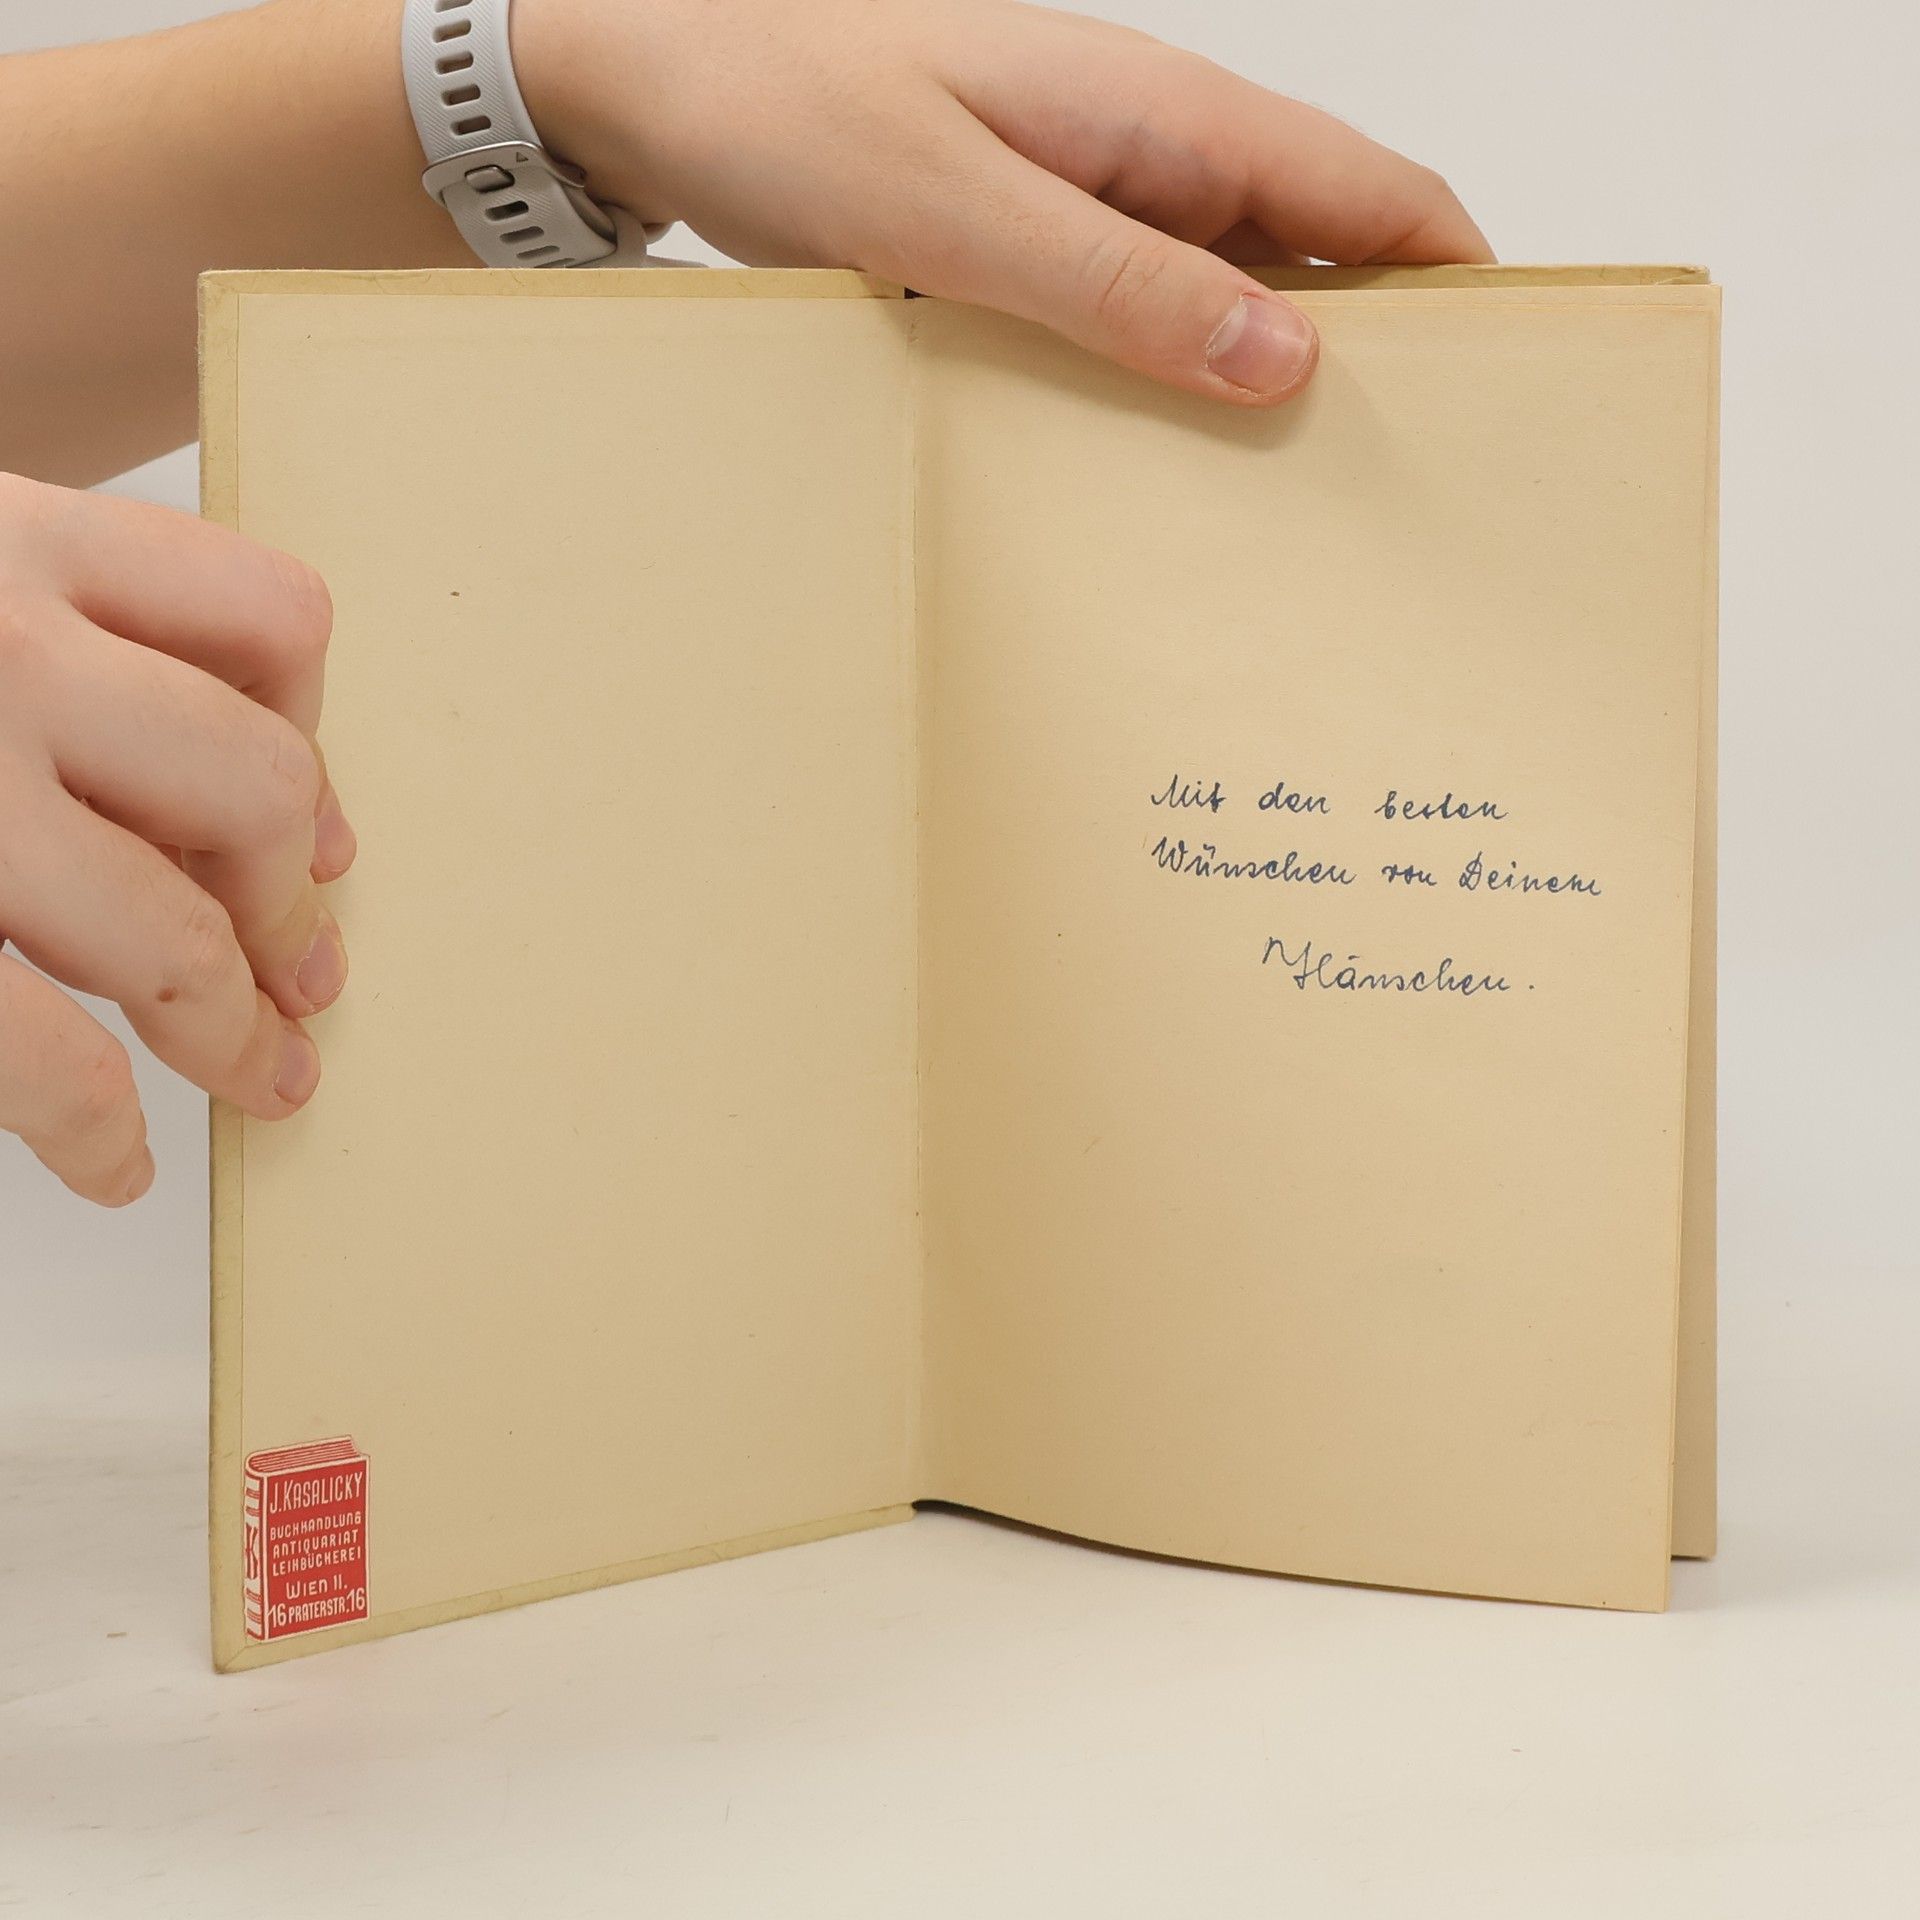 Mit den besten
Wünschen von Deinem
Hänschen.
J. KASALICKY
BUCHHANDLUNG
ANTIQUARIAT
LEIHBÜCHEREI
WIEN II.
16 PRATERSTR. 16
K